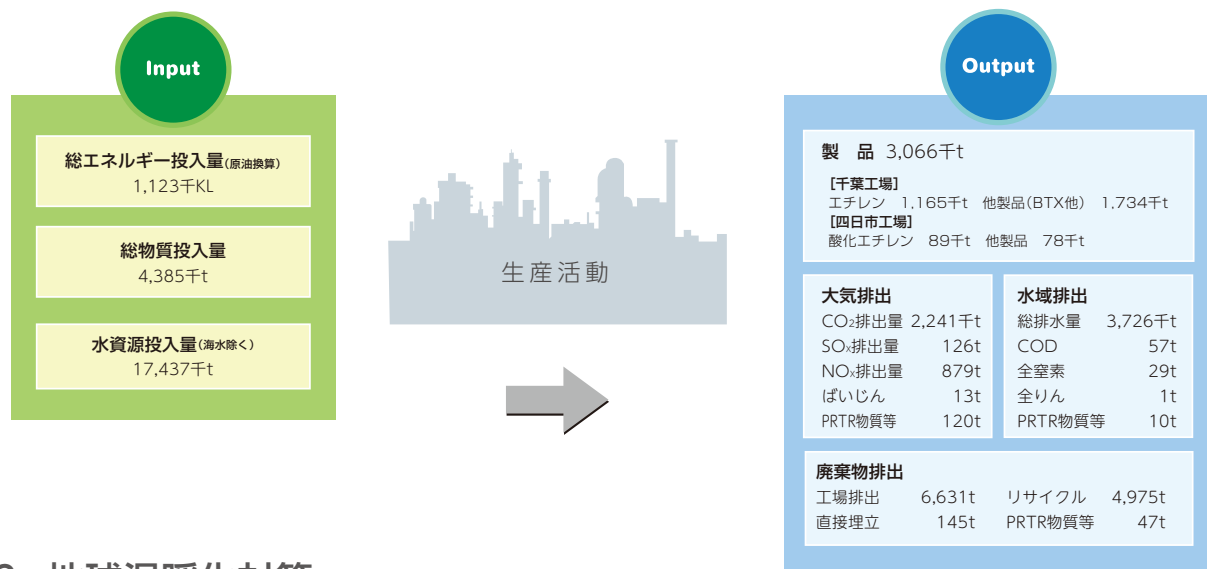 Input
総エネルギー投入量(原油換算)
1,123千KL
総物質投入量
4,385千t
水資源投入量(海水除く)
17,437千t
生産活動
Output
製 品 3,066千t
[千葉工場]
エチレン 1,165千t 他製品(BTX他) 1,734千t
[四日市工場]
酸化エチレン 89千t 他製品 78千t
大気排出
CO₂排出量 2,241千t
SOx排出量 126t
NOx排出量 879t
ばいじん 13t
PRTR物質等 120t
水域排出
総排水量 3,726千t
COD 57t
全窒素 29t
全りん 1t
PRTR物質等 10t
廃棄物排出
工場排出 6,631t リサイクル 4,975t
直接埋立 145t PRTR物質等 47t